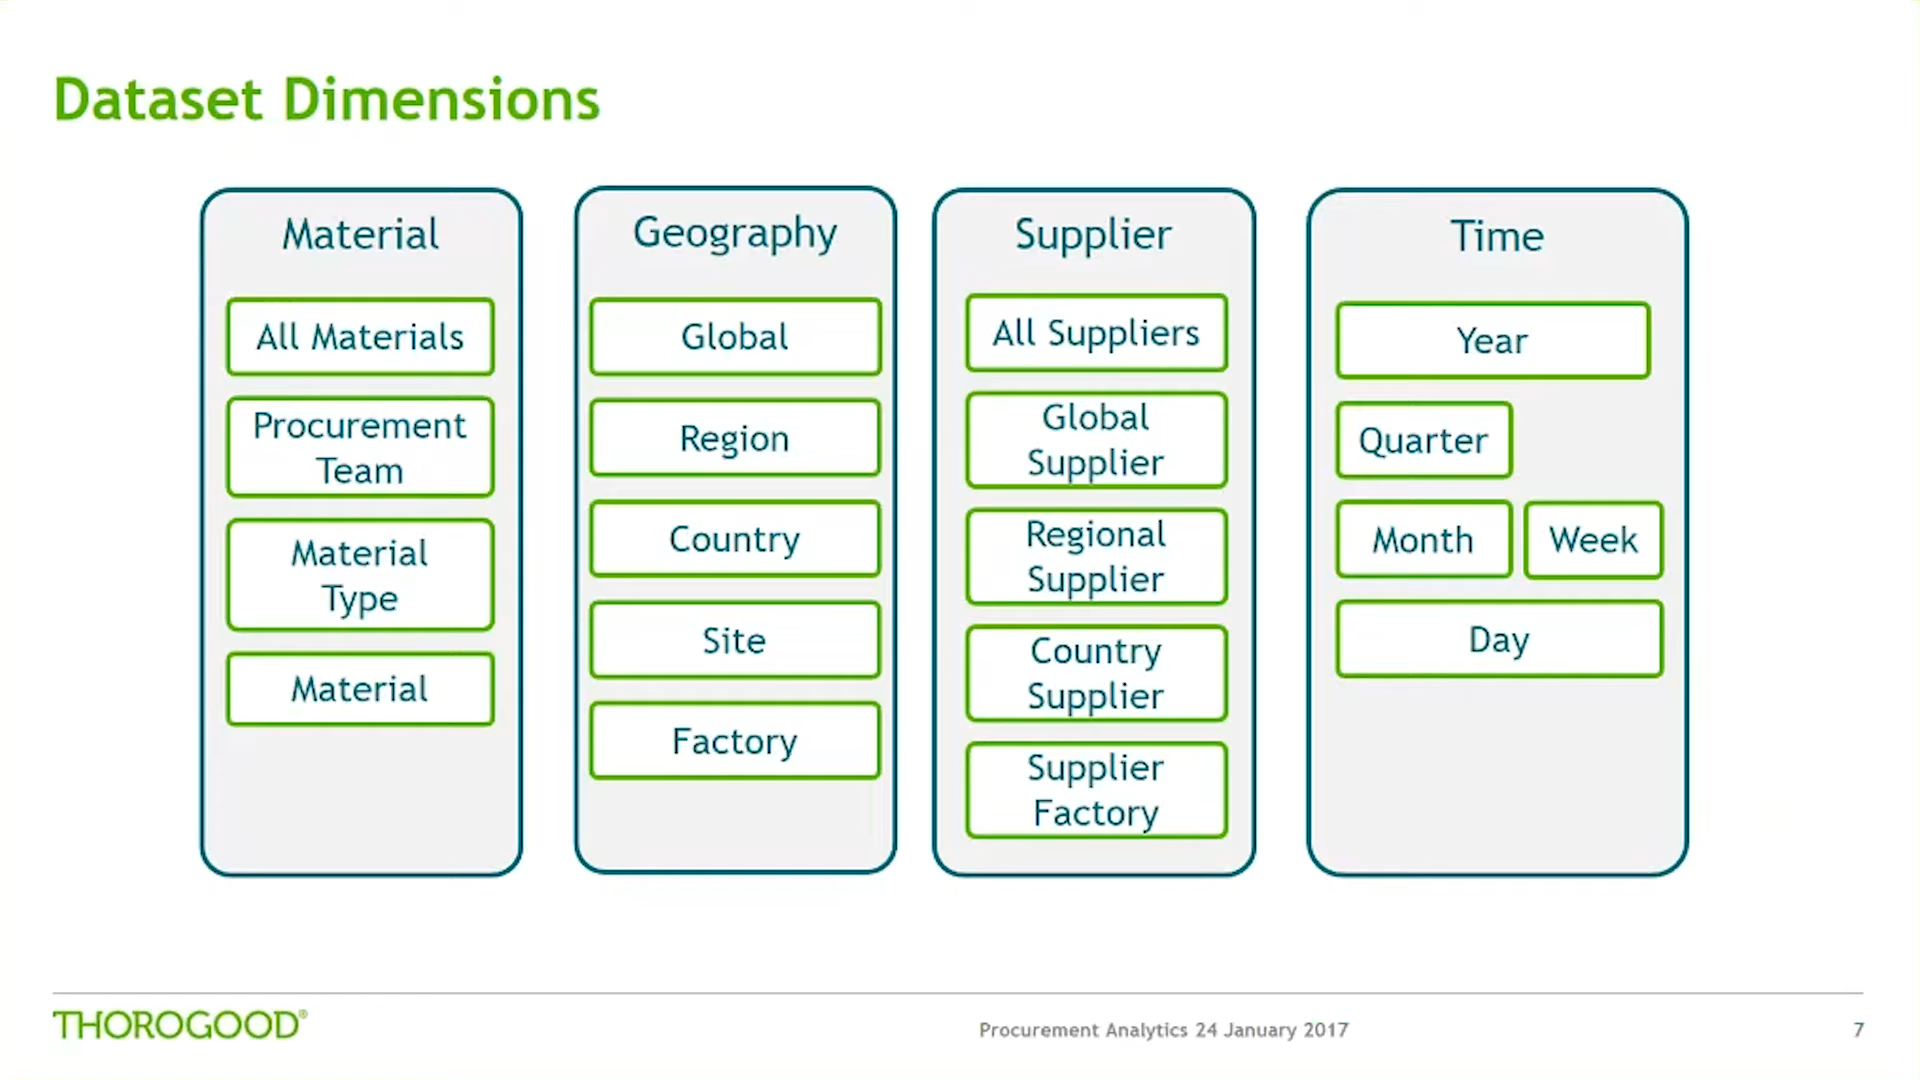 Dataset Dimensions
Material
All Materials
Procurement
Team
Material
Type
Material
Geography
Global
Region
Country
Site
Factory
Supplier
All Suppliers
Global
Supplier
Regional
Supplier
Country
Supplier
Supplier
Factory
Time
Year
Quarter
Month
Week
Day
THOROGOOD®
Procurement Analytics 24 January 2017
7